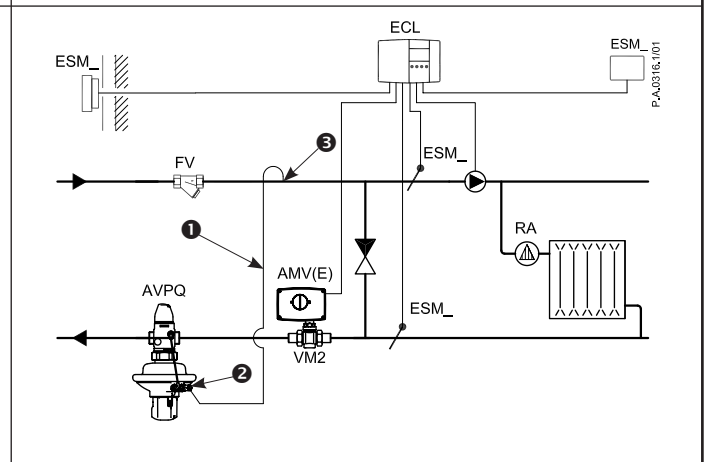 ECL
ESM_
ESM_
P.A.0316.1/01
❸
FV
ESM_
❶
RA
AMV(E)
AVPQ
ESM_
VM2
❷